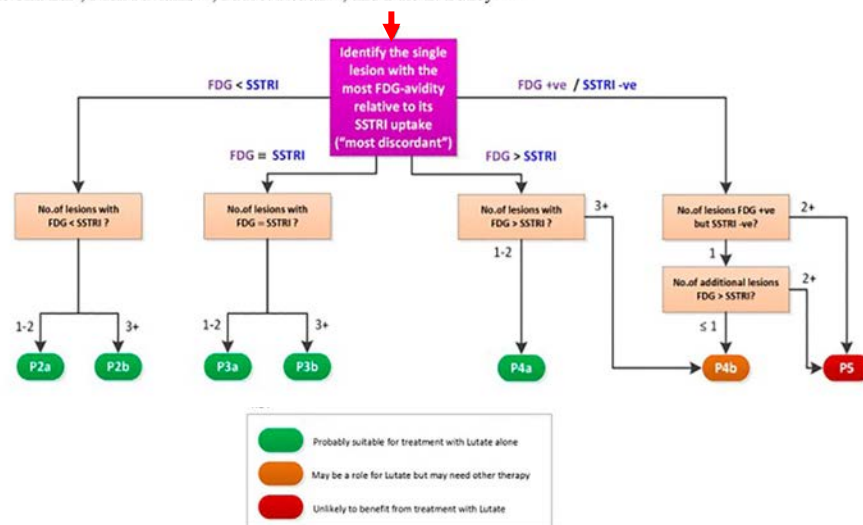 Identify the single
lesion with the
most FDG-avidity
relative to its
SSTRI uptake
("most discordant")
FDG < SSTRI
FDG +ve / SSTRI -ve
FDG = SSTRI
FDG > SSTRI
No.of lesions with
FDG < SSTRI ?
No.of lesions with
FDG = SSTRI ?
No.of lesions with
FDG > SSTRI ?
3+
No.of lesions FDG +ve
but SSTRI -ve?
2+
1-2
1
No.of additional lesions
FDG > SSTRI?
2+
1-2
3+
1-2
3+
≤ 1
P2a
P2b
P3a
P3b
P4a
P4b
P5
Probably suitable for treatment with Lutate alone
May be a role for Lutate but may need other therapy
Unlikely to benefit from treatment with Lutate